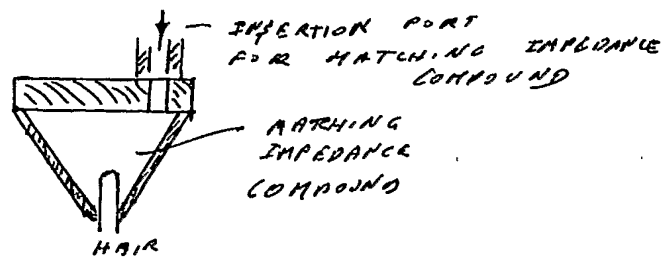 INSERTION PORT
FOR MATCHING IMPEDANCE
COMPOUND
MATCHING
IMPEDANCE
COMPOUND
HAIR